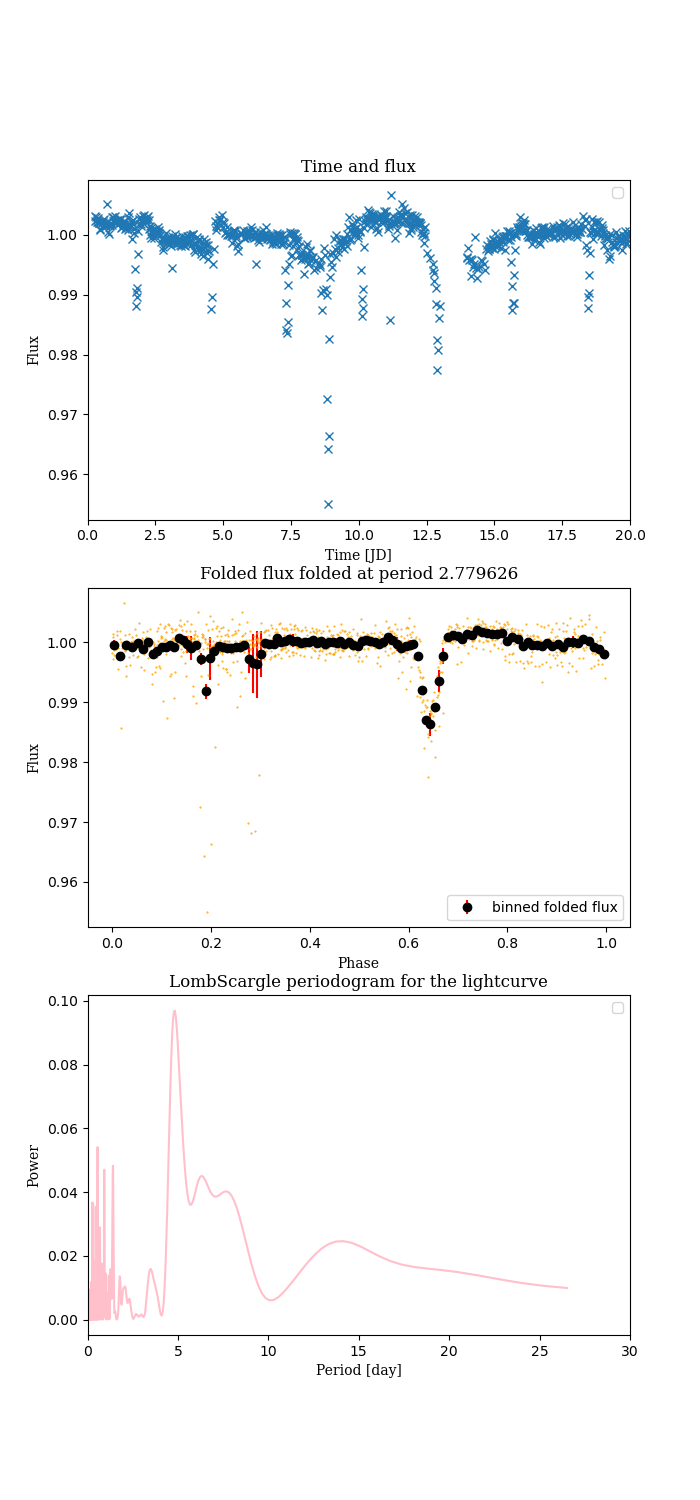 Time and flux
Flux
1.00
0.99
0.98
0.97
0.96
0.0 2.5 5.0 7.5 10.0 12.5 15.0 17.5 20.0
Time [JD]
Folded flux folded at period 2.779626
Flux
1.00
0.99
0.98
0.97
0.96
binned folded flux
0.0 0.2 0.4 0.6 0.8 1.0
Phase
LombScargle periodogram for the lightcurve
Power
0.10
0.08
0.06
0.04
0.02
0.00
0 5 10 15 20 25 30
Period [day]